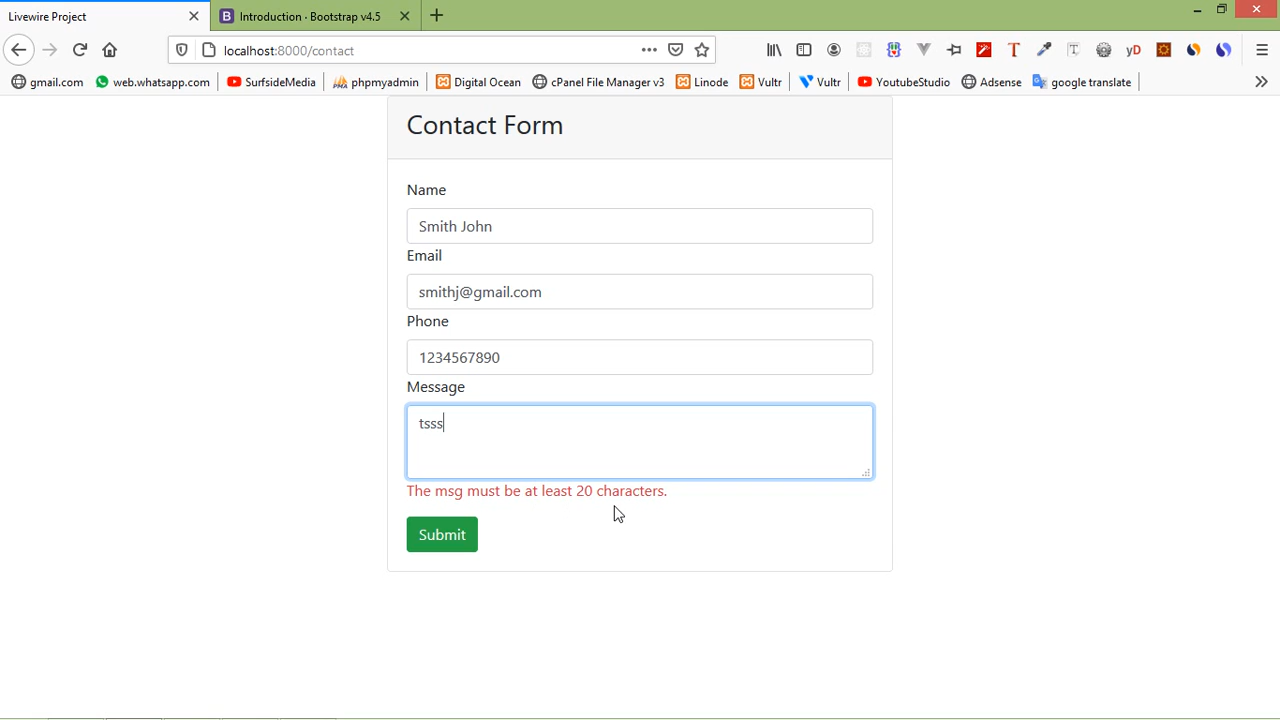 Livewire Project
B Introduction · Bootstrap v4.5
localhost:8000/contact
T T yD
gmail.com web.whatsapp.com SurfsideMedia phpmyadmin Digital Ocean cPanel File Manager v3 Linode Vultr Vultr YoutubeStudio Adsense google translate
Contact Form
Name
Smith John
Email
smithj@gmail.com
Phone
1234567890
Message
tsss
The msg must be at least 20 characters.
Submit